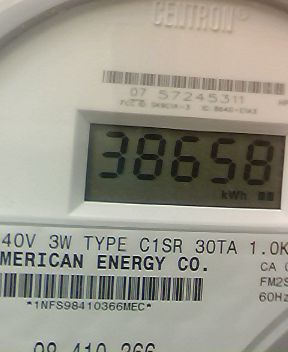 CENTRON®
07 57245311
38658
kWh
40V 3W TYPE C1SR 30TA 1.0K
MERICAN ENERGY CO.
CA
FM2S
60Hz
*1NFS98410366MEC*